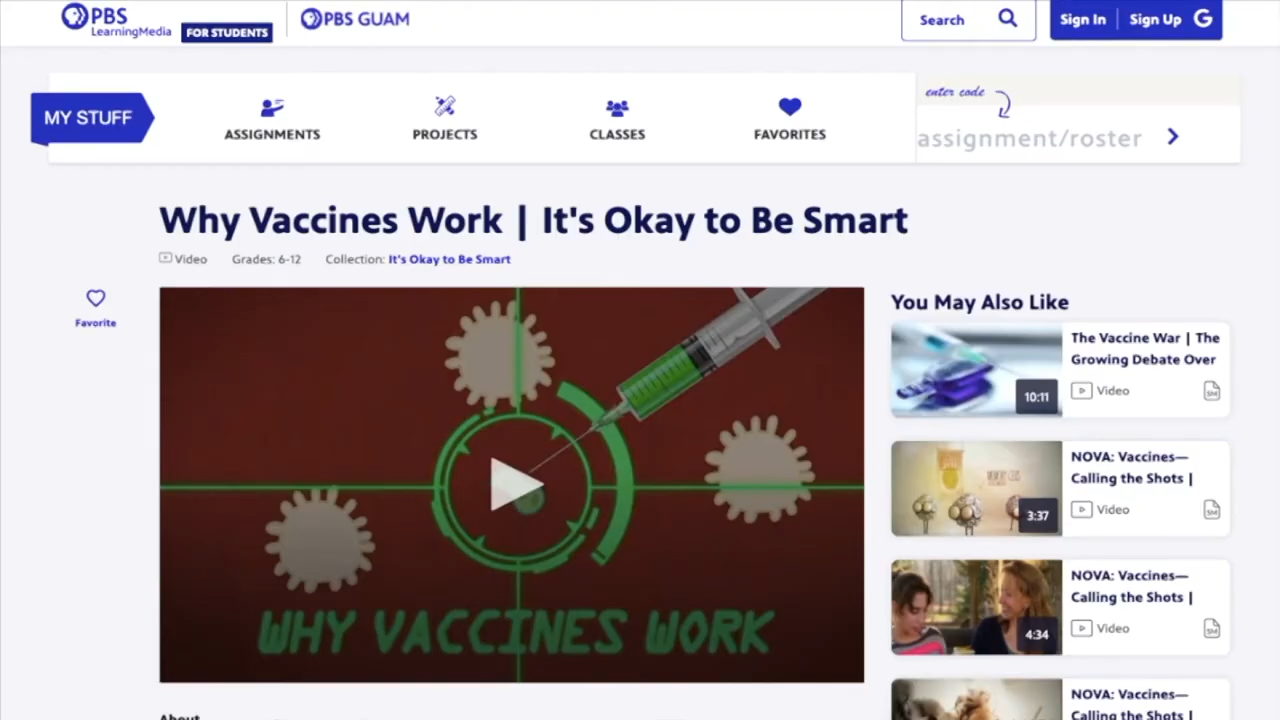 PBS
LearningMedia
FOR STUDENTS
PBS GUAM
Search
Sign In
Sign Up G
MY STUFF
ASSIGNMENTS
PROJECTS
CLASSES
FAVORITES
enter code
assignment/roster
Why Vaccines Work | It's Okay to Be Smart
Video Grades: 6-12 Collection: It's Okay to Be Smart
Favorite
WHY VACCINES WORK
You May Also Like
The Vaccine War | The
Growing Debate Over
10:11
Video
NOVA: Vaccines—
Calling the Shots |
MEMORY CELLS
3:37
Video
NOVA: Vaccines—
Calling the Shots |
4:34
Video
NOVA: Vaccines—
Calling the Shots |
About